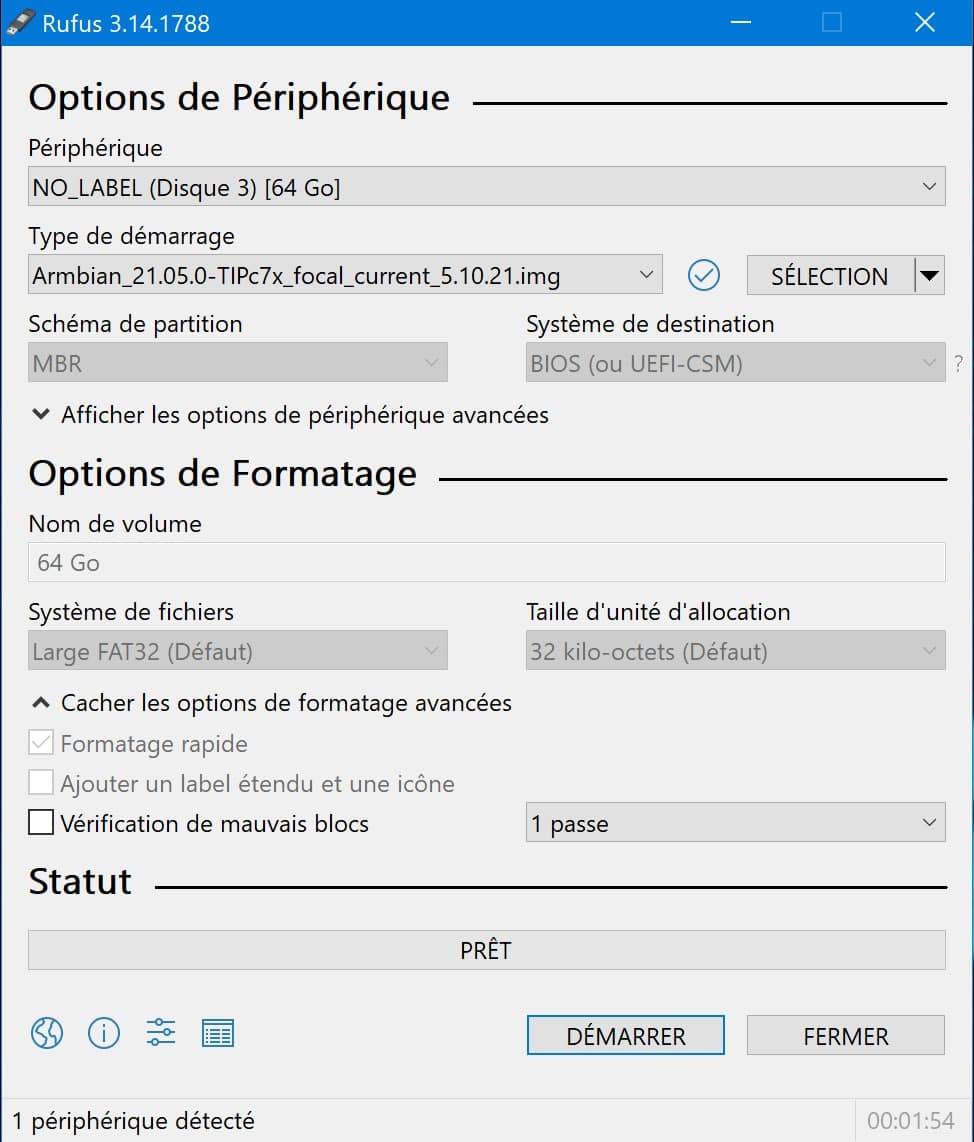 Rufus 3.14.1788
Options de Périphérique
Périphérique
NO_LABEL (Disque 3) [64 Go]
Type de démarrage
Armbian_21.05.0-TIPc7x_focal_current_5.10.21.img
SÉLECTION
Schéma de partition
Système de destination
MBR
BIOS (ou UEFI-CSM)
?
Afficher les options de périphérique avancées
Options de Formatage
Nom de volume
64 Go
Système de fichiers
Taille d'unité d'allocation
Large FAT32 (Défaut)
32 kilo-octets (Défaut)
Cacher les options de formatage avancées
Formatage rapide
Ajouter un label étendu et une icône
Vérification de mauvais blocs
1 passe
Statut
PRÊT
DÉMARRER
FERMER
1 périphérique détecté
00:01:54